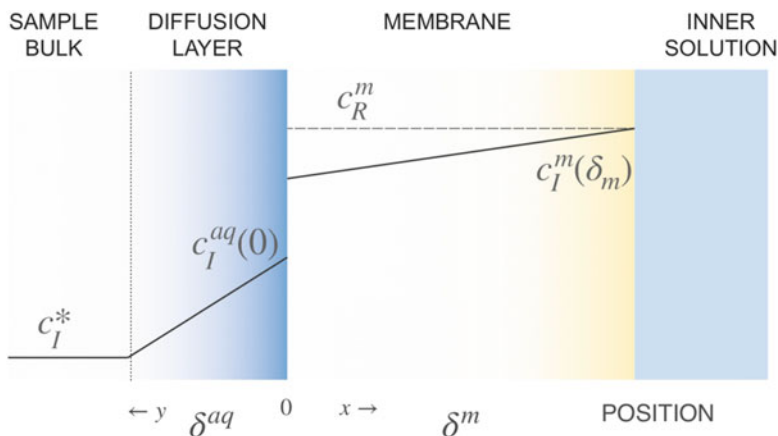 SAMPLE BULK
DIFFUSION LAYER
MEMBRANE
INNER SOLUTION
c_R^m
c_I^m(δ_m)
c_I^{aq}(0)
c_I^*
← y
δ^{aq}
0
x →
δ^m
POSITION